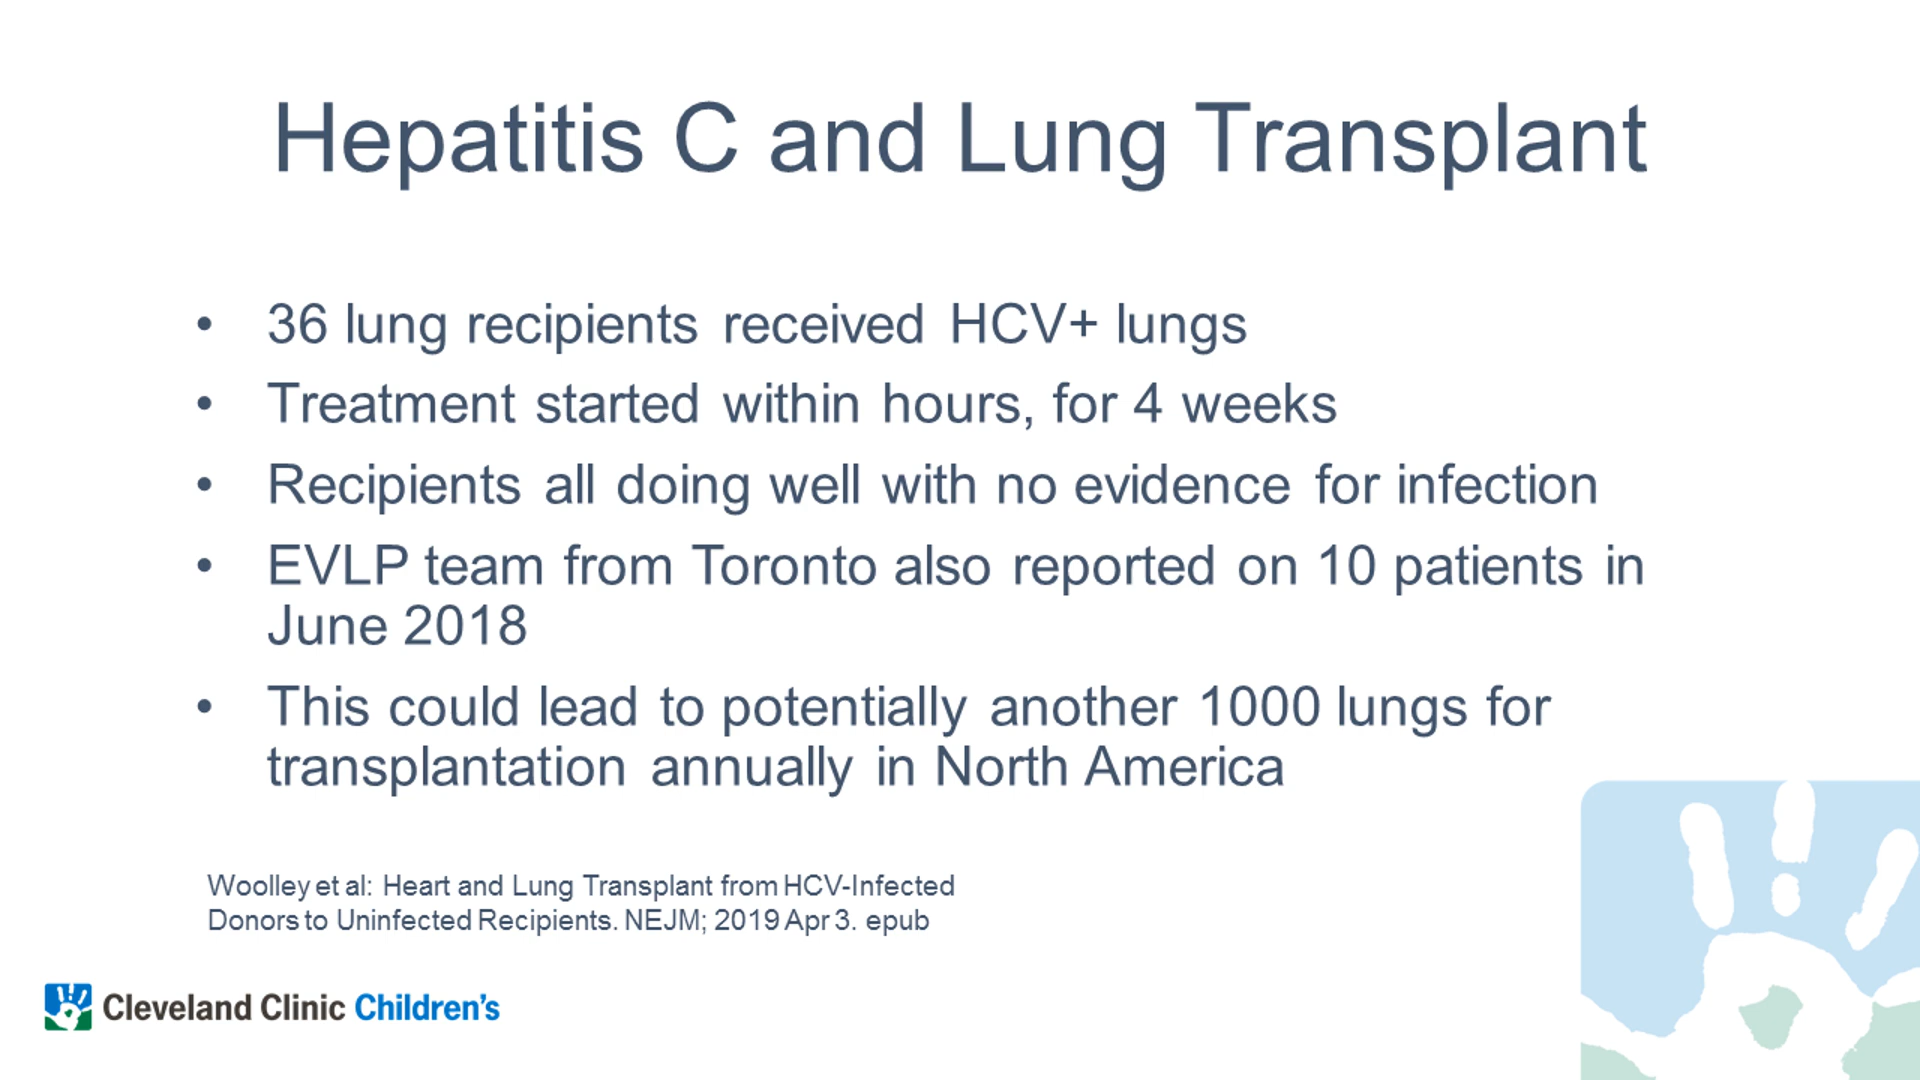 Hepatitis C and Lung Transplant
• 36 lung recipients received HCV+ lungs
• Treatment started within hours, for 4 weeks
• Recipients all doing well with no evidence for infection
• EVLP team from Toronto also reported on 10 patients in
June 2018
• This could lead to potentially another 1000 lungs for
transplantation annually in North America
Woolley et al: Heart and Lung Transplant from HCV-Infected
Donors to Uninfected Recipients. NEJM; 2019 Apr 3. epub
Cleveland Clinic Children's